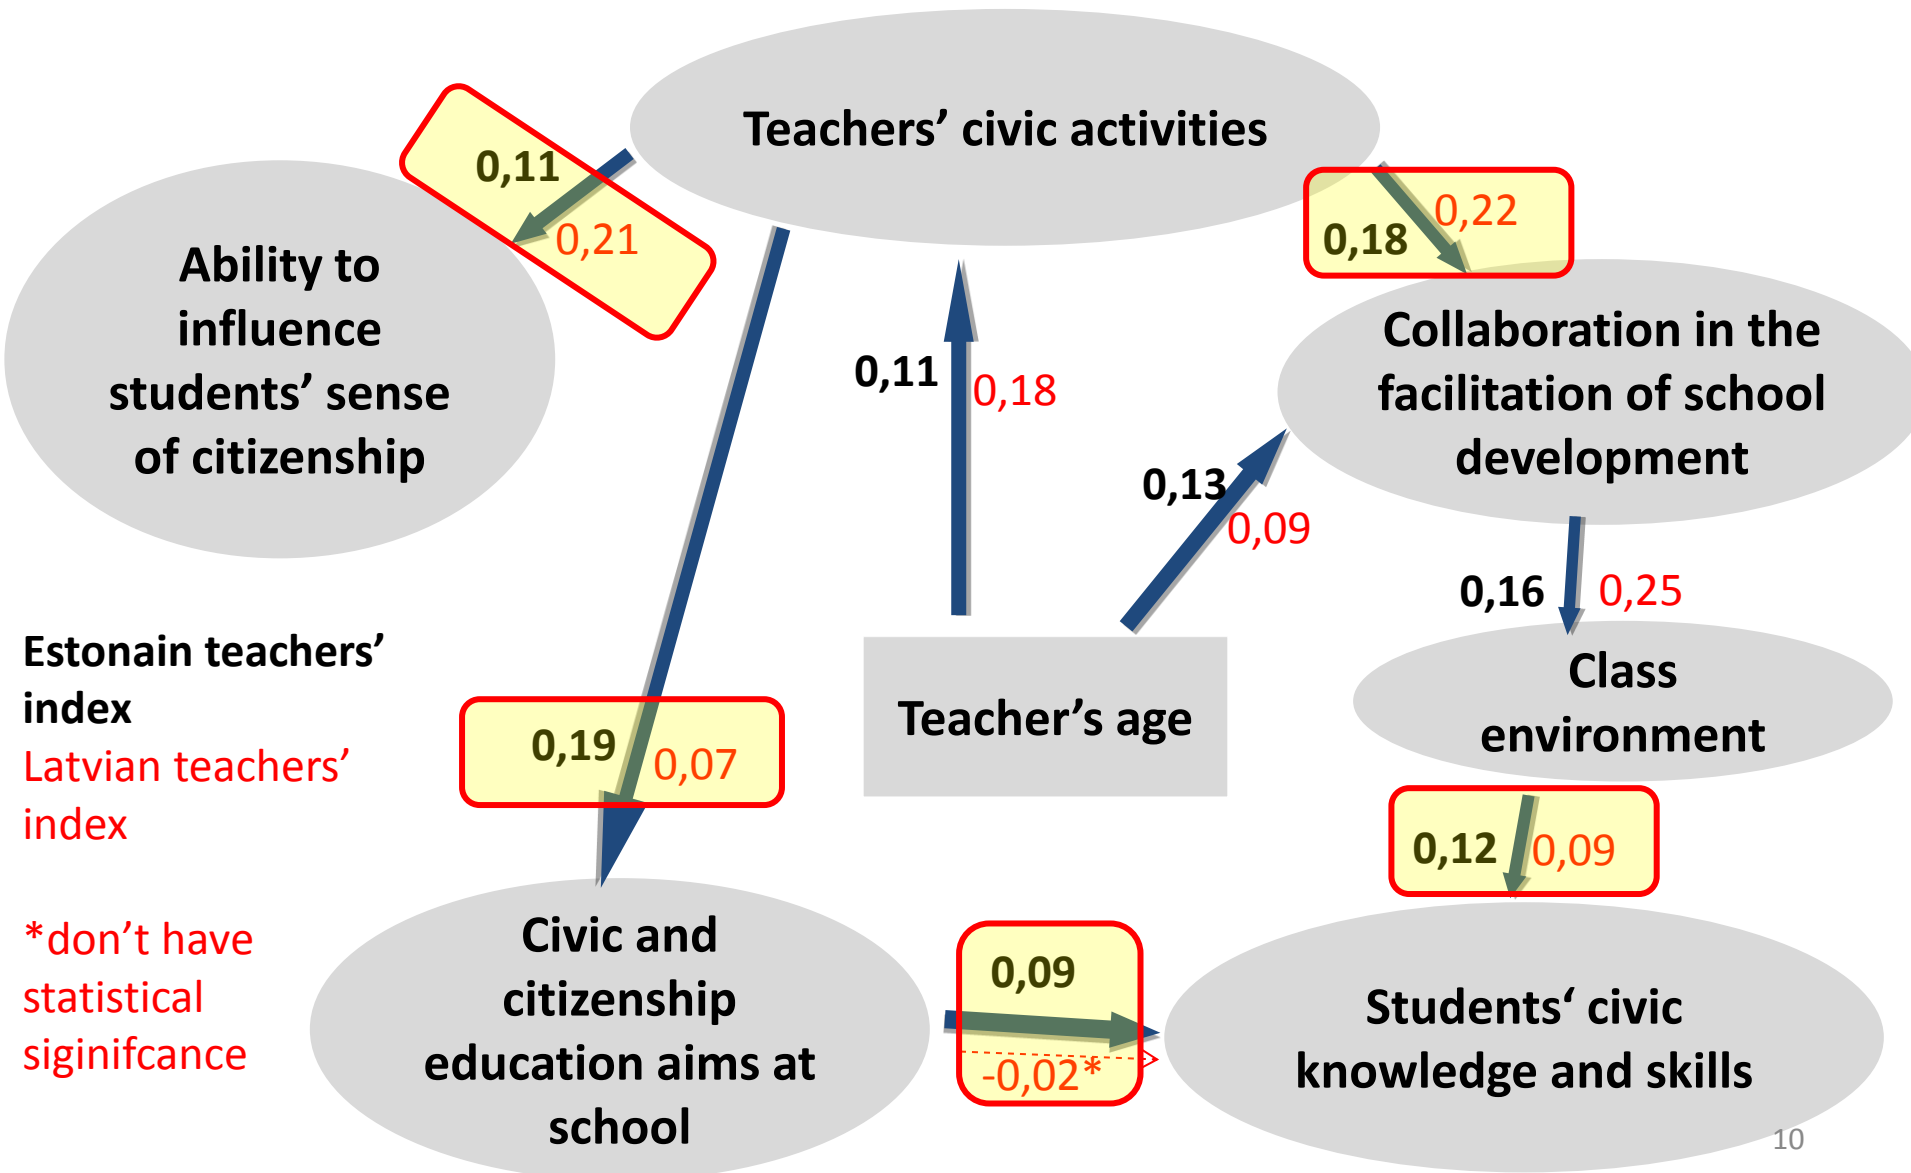 Teachers’ civic activities
0,11
0,21
0,22
0,18
Ability to
influence
students’ sense
of citizenship
Collaboration in the
facilitation of school
development
0,11
0,18
0,13
0,09
0,16
0,25
Estonain teachers’
index
Latvian teachers’
index
*don’t have
statistical
siginifcance
Teacher’s age
Class
environment
0,19
0,07
0,12
0,09
Civic and
citizenship
education aims at
school
0,09
-0,02*
Students‘ civic
knowledge and skills
10